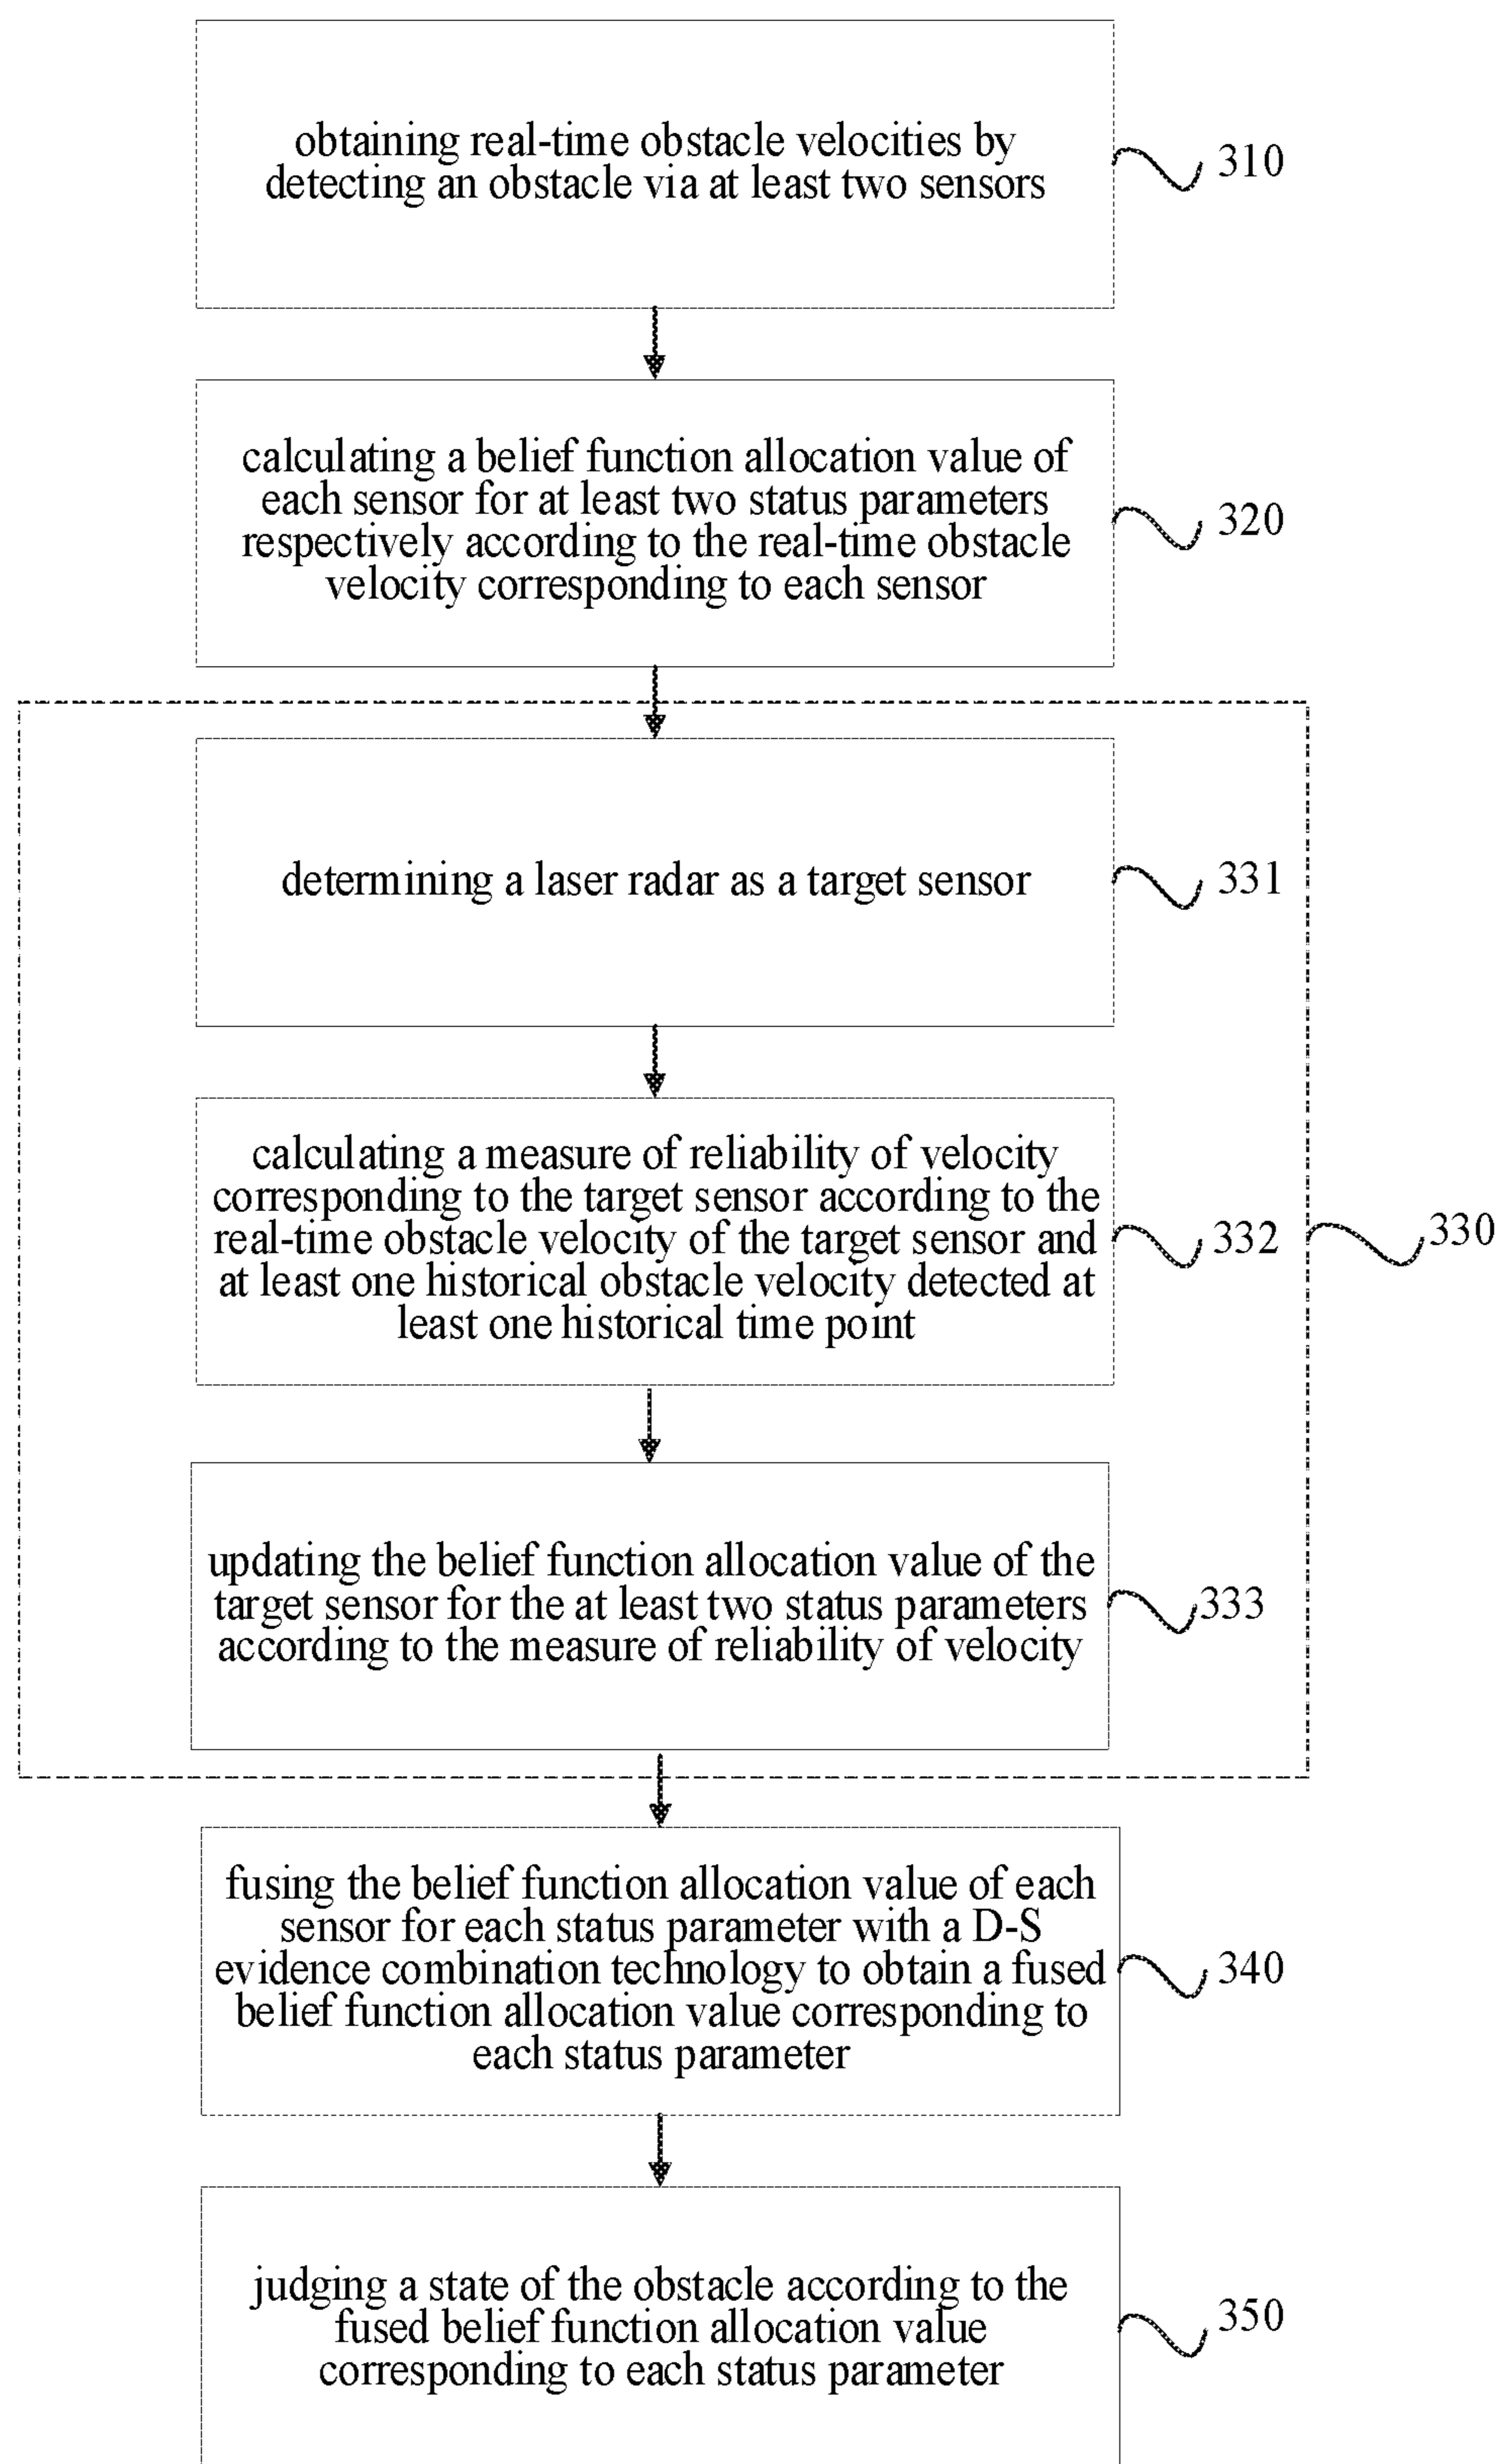 obtaining real-time obstacle velocities by
detecting an obstacle via at least two sensors
310
calculating a belief function allocation value of
each sensor for at least two status parameters
respectively according to the real-time obstacle
velocity corresponding to each sensor
320
determining a laser radar as a target sensor
331
calculating a measure of reliability of velocity
corresponding to the target sensor according to the
real-time obstacle velocity of the target sensor and
at least one historical obstacle velocity detected at
least one historical time point
332
330
updating the belief function allocation value of the
target sensor for the at least two status parameters
according to the measure of reliability of velocity
333
fusing the belief function allocation value of each
sensor for each status parameter with a D-S
evidence combination technology to obtain a fused
belief function allocation value corresponding to
each status parameter
340
judging a state of the obstacle according to the
fused belief function allocation value
corresponding to each status parameter
350